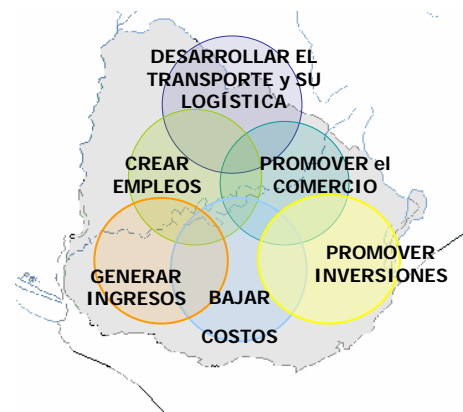 DESARROLLAR EL
TRANSPORTE y SU
LOGÍSTICA
CREAR
EMPLEOS
PROMOVER el
COMERCIO
GENERAR
INGRESOS
BAJAR
COSTOS
PROMOVER
INVERSIONES